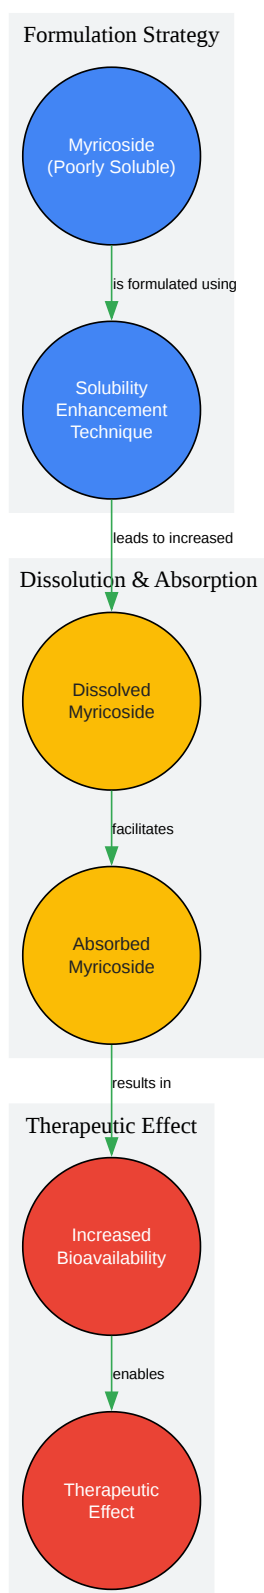 Formulation Strategy
Myricoside
(Poorly Soluble)
is formulated using
Solubility
Enhancement
Technique
leads to increased
Dissolution & Absorption
Dissolved
Myricoside
facilitates
Absorbed
Myricoside
results in
Therapeutic Effect
Increased
Bioavailability
enables
Therapeutic
Effect